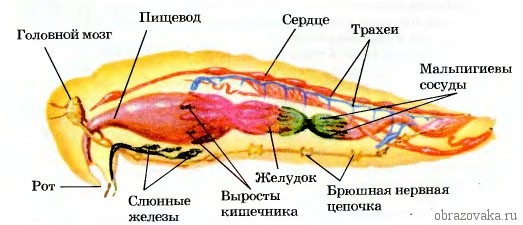 Пищевод
Сердце
Трахеи
Головной мозг
Мальпигиевы
сосуды
Рот
Слюнные
железы
Выросты
кишечника
Желудок
Брюшная нервная
цепочка
obrazovaka.ru